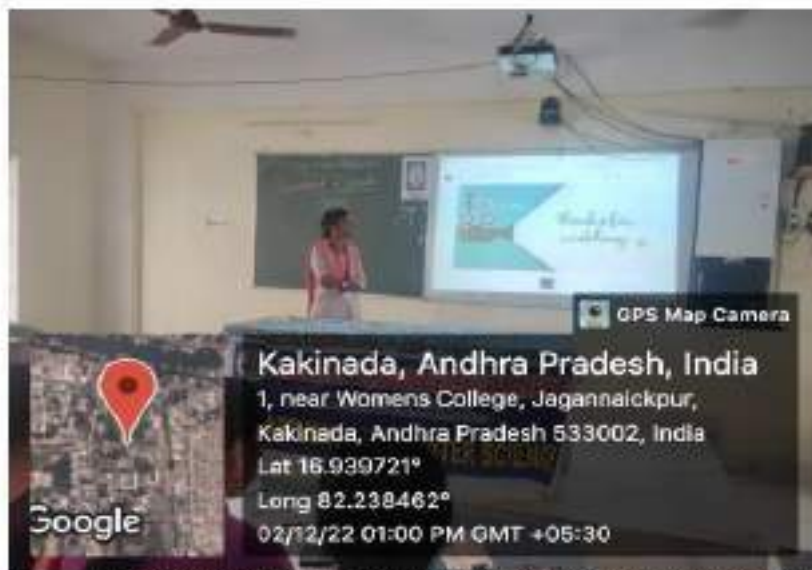 GPS Map Camera
Kakinada, Andhra Pradesh, India
1, near Womens College, Jagannaickpur,
Kakinada, Andhra Pradesh 533002, India
Lat 16.939721°
Long 82.238462°
02/12/22 01:00 PM GMT +05:30
Google